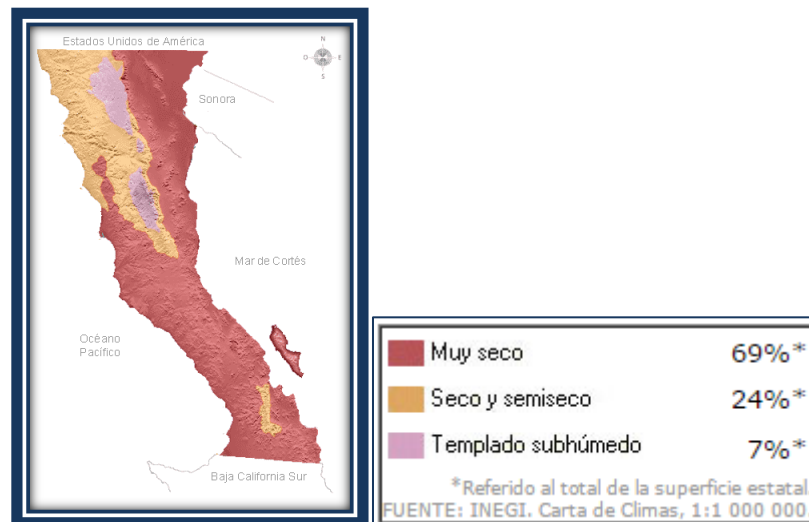 Estados Unidos de América
N
O
E
S
Sonora
Mar de Cortés
Océano
Pacífico
Baja California Sur
Muy seco 69%*
Seco y semiseco 24%*
Templado subhúmedo 7%*
*Referido al total de la superficie estatal.
FUENTE: INEGI. Carta de Climas, 1:1 000 000.